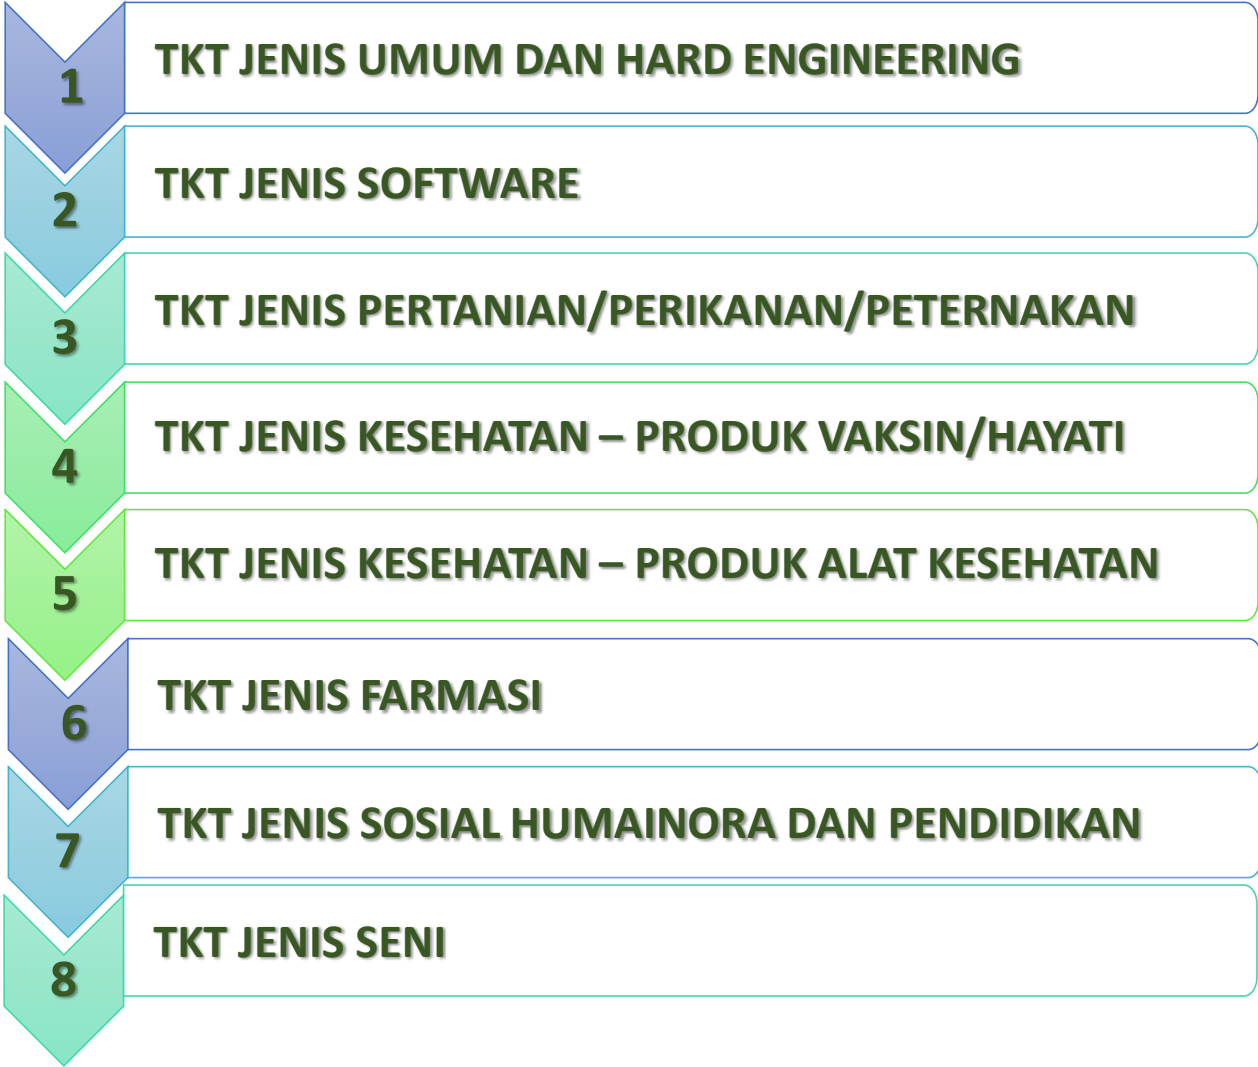 1 TKT JENIS UMUM DAN HARD ENGINEERING
2 TKT JENIS SOFTWARE
3 TKT JENIS PERTANIAN/PERIKANAN/PETERNAKAN
4 TKT JENIS KESEHATAN – PRODUK VAKSIN/HAYATI
5 TKT JENIS KESEHATAN – PRODUK ALAT KESEHATAN
6 TKT JENIS FARMASI
7 TKT JENIS SOSIAL HUMAINORA DAN PENDIDIKAN
8 TKT JENIS SENI